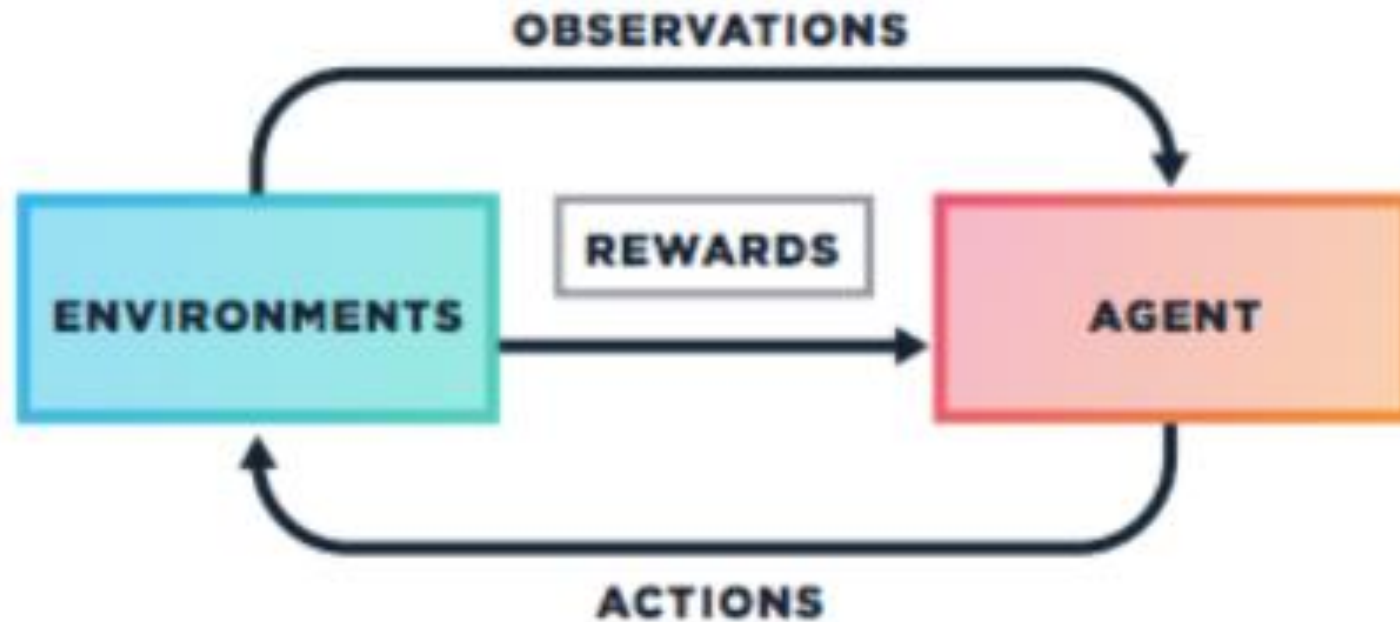 OBSERVATIONS
REWARDS
ENVIRONMENTS
AGENT
ACTIONS